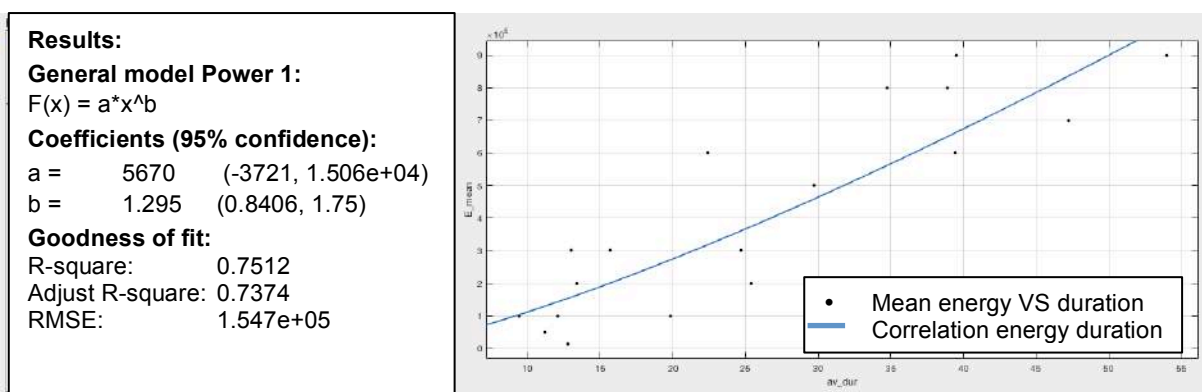 Results:
General model Power 1:
F(x) = a*x^b
Coefficients (95% confidence):
a = 5670 (-3721, 1.506e+04)
b = 1.295 (0.8406, 1.75)
Goodness of fit:
R-square: 0.7512
Adjust R-square: 0.7374
RMSE: 1.547e+05
9
8
7
6
5
4
3
2
1
0
E_mean
Mean energy VS duration
Correlation energy duration
10 15 20 25 30 35 40 45 50 55
av_dur